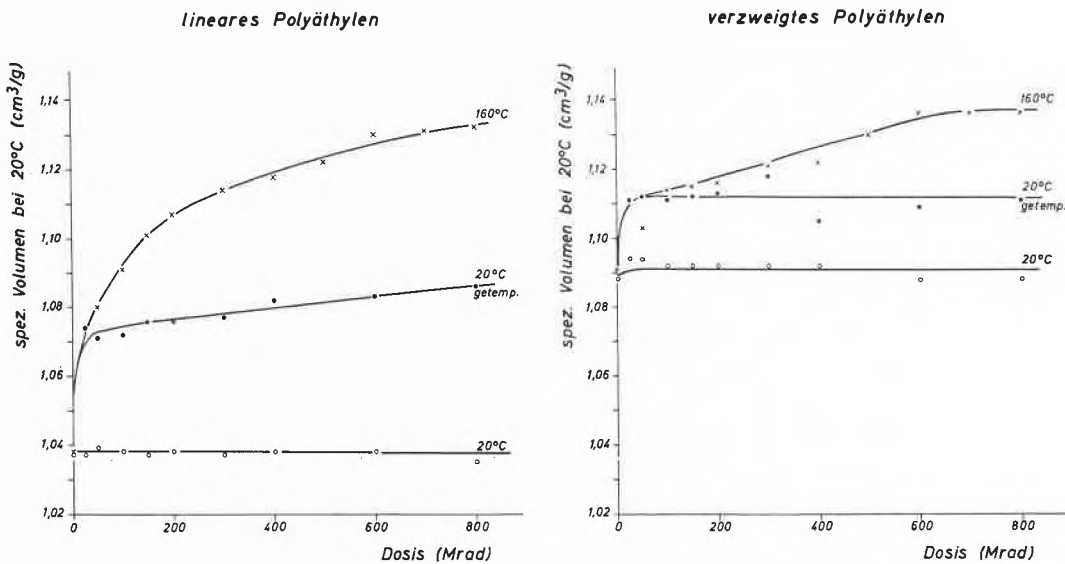 lineares Polyäthylen
spez. Volumen bei 20°C (cm³/g)
1,14
1,12
1,10
1,08
1,06
1,04
1,02
160°C
20°C
getemp.
20°C
0
200
400
600
800
Dosis (Mrad)
verzweigtes Polyäthylen
spez. Volumen bei 20°C (cm³/g)
1,14
1,12
1,10
1,08
1,06
1,04
1,02
160°C
20°C
getemp.
20°C
0
200
400
600
800
Dosis (Mrad)